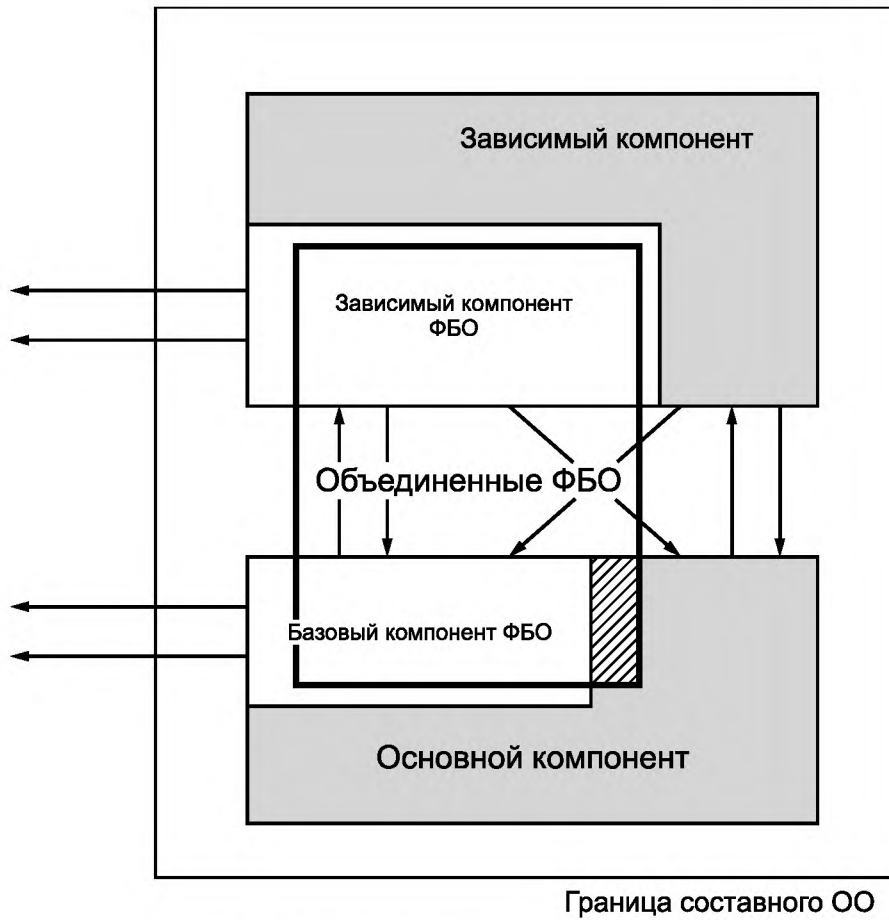 Зависимый компонент
Зависимый компонент
ФБО
Объединенные ФБО
Базовый компонент ФБО
Основной компонент
Граница составного ОО